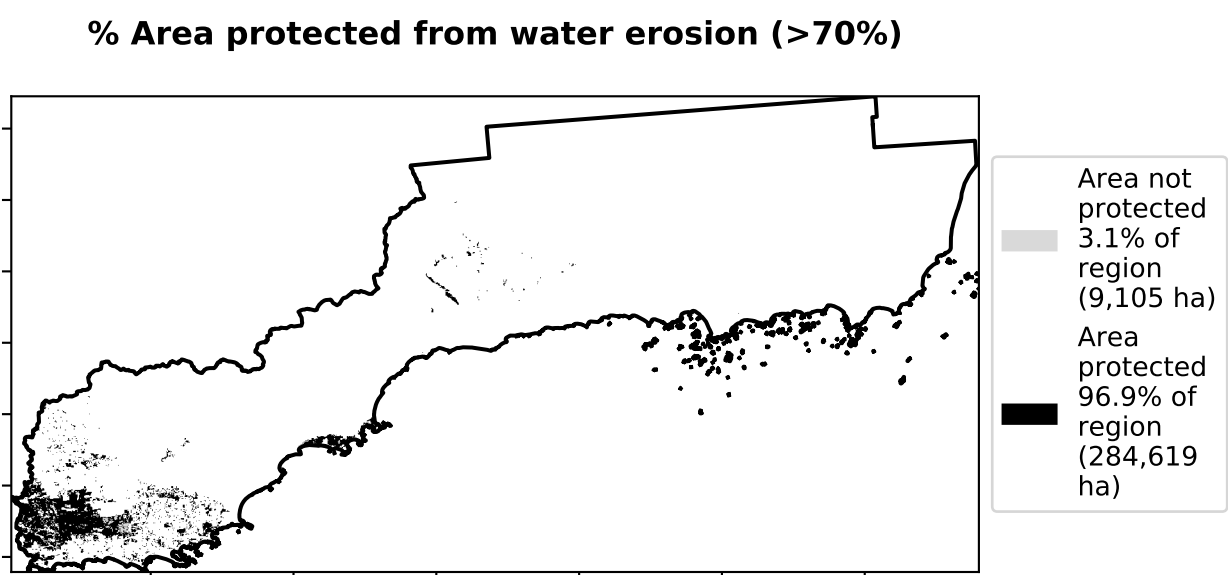 % Area protected from water erosion (>70%)
Area not
protected
3.1% of
region
(9,105 ha)
Area
protected
96.9% of
region
(284,619
ha)